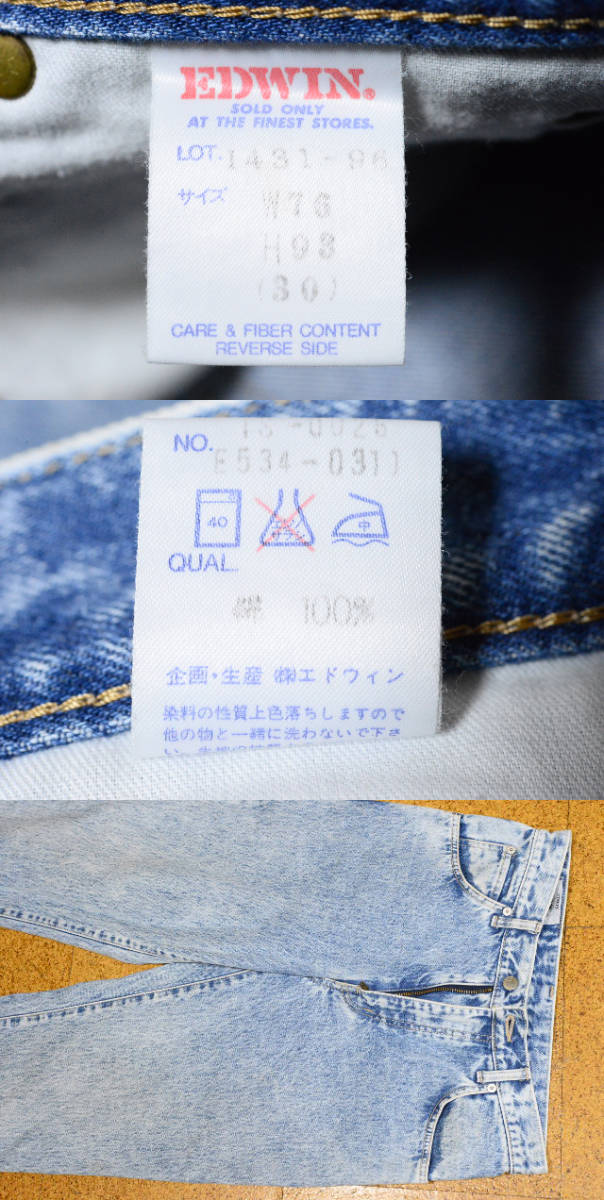 EDWIN.
SOLD ONLY
AT THE FINEST STORES.
LOT. 1431-96
サイズ W76
H93
(30)
CARE & FIBER CONTENT
REVERSE SIDE
NO.
E534-031)
40 中
QUAL.
綿 100%
企画・生産 ㈱エドウィン
染料の性質上色落ちしますので
他の物と一緒に洗わないで下さ